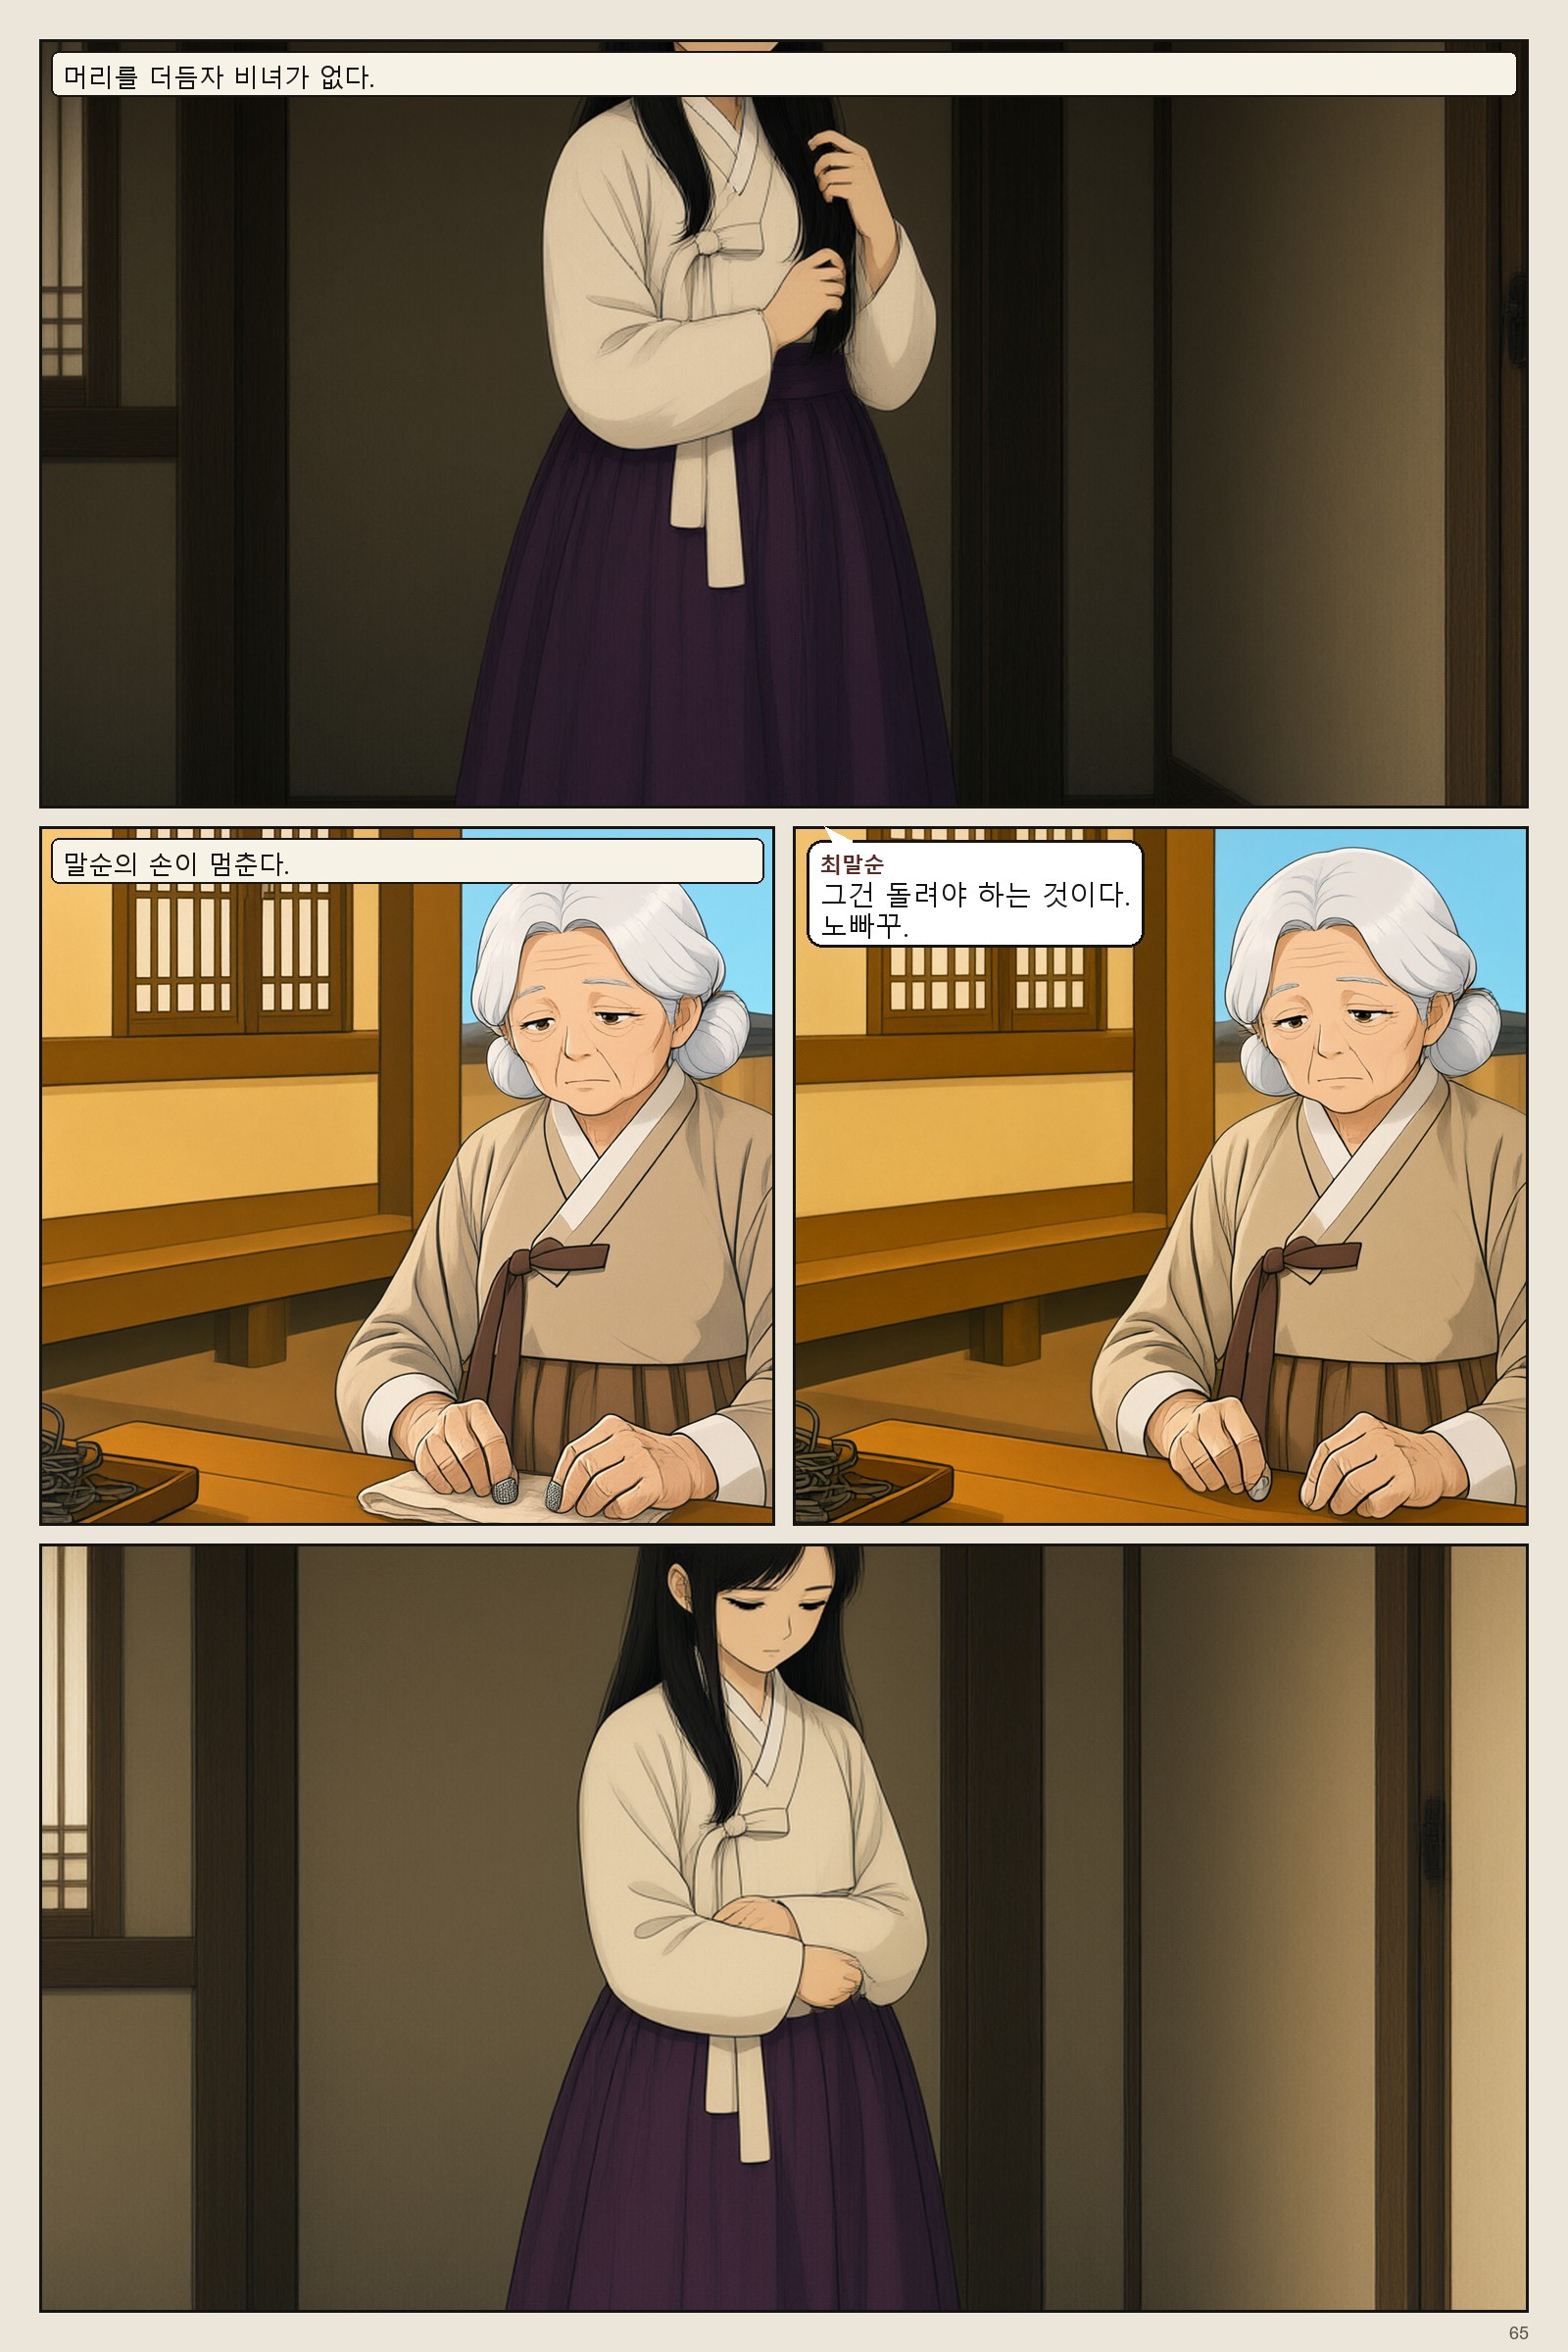 머리를 더듬자 비녀가 없다.
말순의 손이 멈춘다.
최말순
그건 돌려야 하는 것이다.
노빠꾸.
65